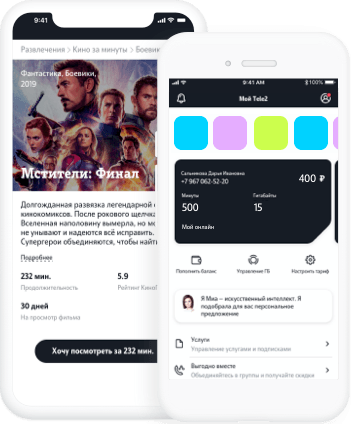 9:41
Развлечения > Кино за минуты > Боевик
Фантастика, Боевики,
2019
Мстители: Финал
Долгожданная развязка легендарной
кинокомиксов. После рокового щелчка
Вселенная наполовину вымерла, но
не унывают и надеются всё исправить.
Супергерои объединяются, чтобы найти
Подробнее
232 мин.
Продолжительность
5.9
Рейтинг
30 дней
На просмотр фильма
Хочу посмотреть за 232 мин.
9:41 AM
100%
Мой Tele2
Сальникова Дарья Ивановна
+7 967 062-52-20
400 ₽
Минуты
Гигабайты
500
15
Мой онлайн
Пополнить баланс
Управление ГБ
Настроить тариф
Я Миа – искусственный интеллект. Я
подобрала для вас персональное
предложение
Услуги
Управление услугами и подписками
Выгодно вместе
Объединяйтесь в группы и получайте скидки